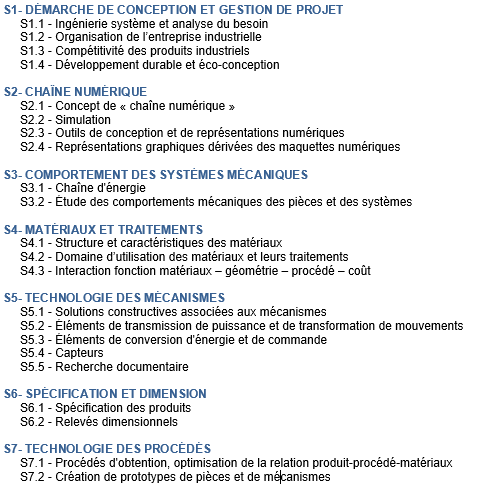 S1- DÉMARCHE DE CONCEPTION ET GESTION DE PROJET
S1.1 - Ingénierie système et analyse du besoin
S1.2 - Organisation de l'entreprise industrielle
S1.3 - Compétitivité des produits industriels
S1.4 - Développement durable et éco-conception
S2- CHAÎNE NUMÉRIQUE
S2.1 - Concept de « chaîne numérique »
S2.2 - Simulation
S2.3 - Outils de conception et de représentations numériques
S2.4 - Représentations graphiques dérivées des maquettes numériques
S3- COMPORTEMENT DES SYSTÈMES MÉCANIQUES
S3.1 - Chaîne d'énergie
S3.2 - Étude des comportements mécaniques des pièces et des systèmes
S4- MATÉRIAUX ET TRAITEMENTS
S4.1 - Structure et caractéristiques des matériaux
S4.2 - Domaine d'utilisation des matériaux et leurs traitements
S4.3 - Interaction fonction matériaux – géométrie – procédé – coût
S5- TECHNOLOGIE DES MÉCANISMES
S5.1 - Solutions constructives associées aux mécanismes
S5.2 - Éléments de transmission de puissance et de transformation de mouvements
S5.3 - Éléments de conversion d'énergie et de commande
S5.4 - Capteurs
S5.5 - Recherche documentaire
S6- SPÉCIFICATION ET DIMENSION
S6.1 - Spécification des produits
S6.2 - Relevés dimensionnels
S7- TECHNOLOGIE DES PROCÉDÉS
S7.1 - Procédés d'obtention, optimisation de la relation produit-procédé-matériaux
S7.2 - Création de prototypes de pièces et de mécanismes